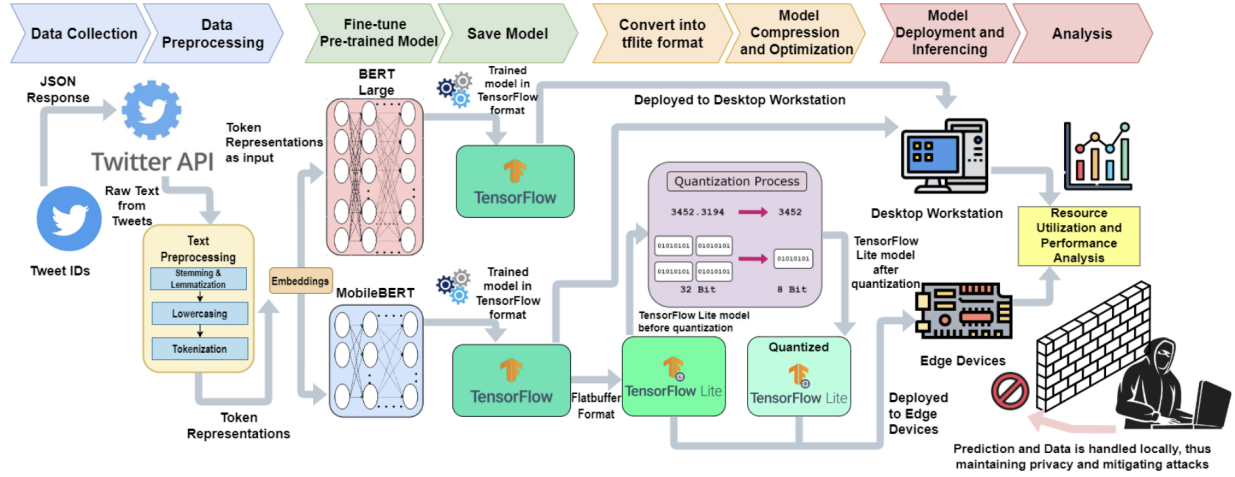 Data Collection
Data
Preprocessing
Fine-tune
Pre-trained Model
Save Model
Convert into
tflite format
Model
Compression
and Optimization
Model
Deployment and
Inferencing
Analysis
JSON
Response
Twitter API
Raw Text
from
Tweets
Tweet IDs
Text
Preprocessing
Stemming &
Lemmatization
Lowercasing
Tokenization
Token
Representations
Token
Representations
as input
Embeddings
BERT
Large
MobileBERT
Trained
model in
TensorFlow
format
TensorFlow
Trained
model in
TensorFlow
format
TensorFlow
Flatbuffer
Format
Deployed to Desktop Workstation
Quantization Process
3452.3194
3452
01010101
01010101
01010101
01010101
01010101
32 Bit
8 Bit
TensorFlow Lite model
before quantization
TensorFlow Lite
Quantized
TensorFlow Lite
TensorFlow
Lite model
after
quantization
Deployed
to Edge
Devices
Desktop Workstation
Edge Devices
Resource
Utilization and
Performance
Analysis
Prediction and Data is handled locally, thus
maintaining privacy and mitigating attacks